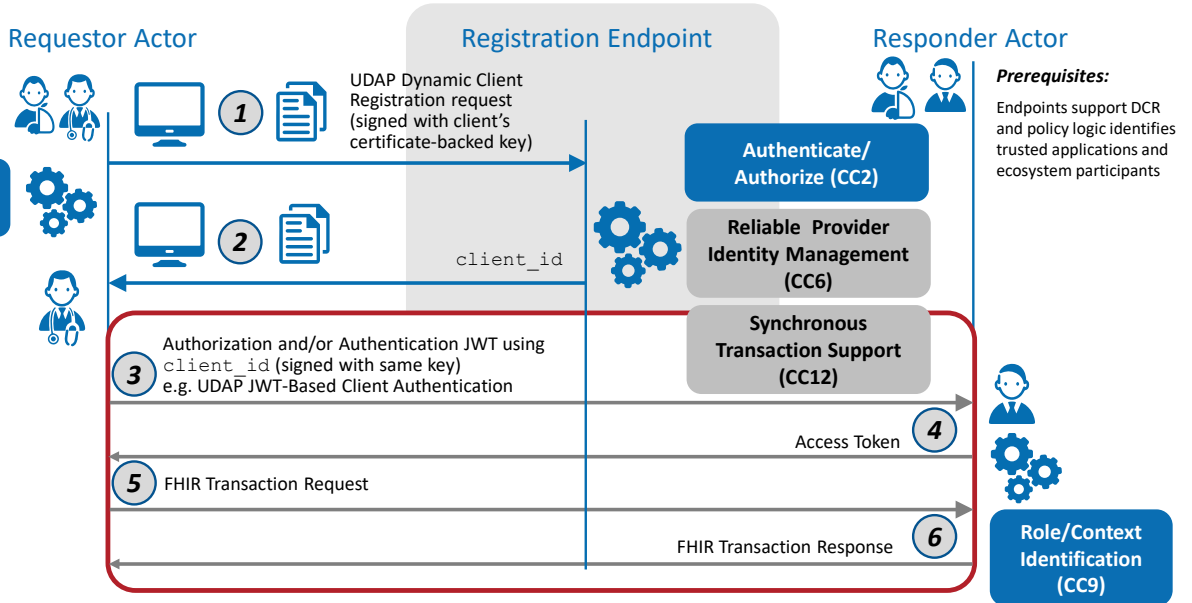 Requestor Actor
Registration Endpoint
Responder Actor
Prerequisites:
Endpoints support DCR
and policy logic identifies
trusted applications and
ecosystem participants
1
UDAP Dynamic Client
Registration request
(signed with client's
certificate-backed key)
Authenticate/
Authorize (CC2)
2
client_id
Reliable Provider
Identity Management
(CC6)
Synchronous
Transaction Support
(CC12)
3
Authorization and/or Authentication JWT using
client_id (signed with same key)
e.g. UDAP JWT-Based Client Authentication
4
Access Token
5
FHIR Transaction Request
6
FHIR Transaction Response
Role/Context
Identification
(CC9)